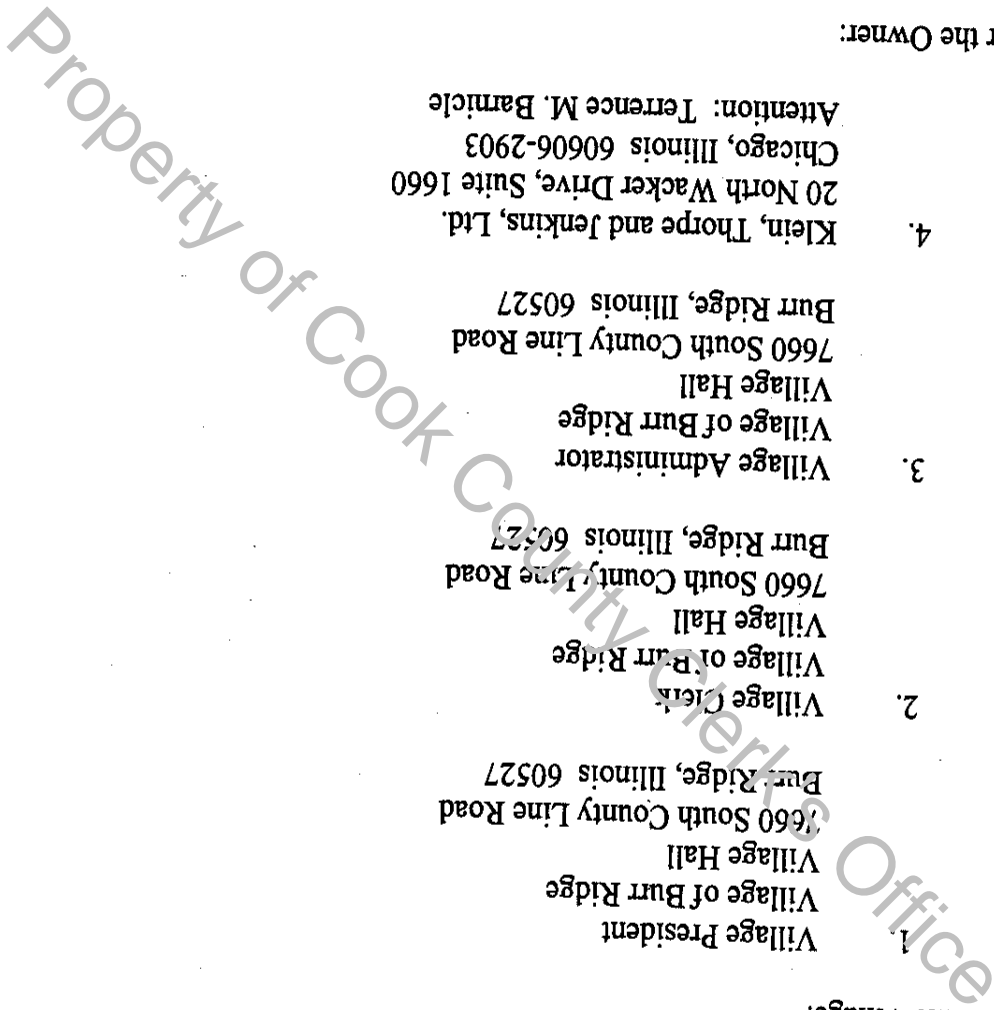 1. Village President
Village of Burr Ridge
Village Hall
7660 South County Line Road
Burr Ridge, Illinois 60527
2. Village Clerk
Village of Burr Ridge
Village Hall
7660 South County Line Road
Burr Ridge, Illinois 60527
3. Village Administrator
Village of Burr Ridge
Village Hall
7660 South County Line Road
Burr Ridge, Illinois 60527
4. Klein, Thorpe and Jenkins, Ltd.
20 North Wacker Drive, Suite 1660
Chicago, Illinois 60606-2903
Attention: Terrence M. Barnicle
the Owner:
Property of Cook County Clerk's Office